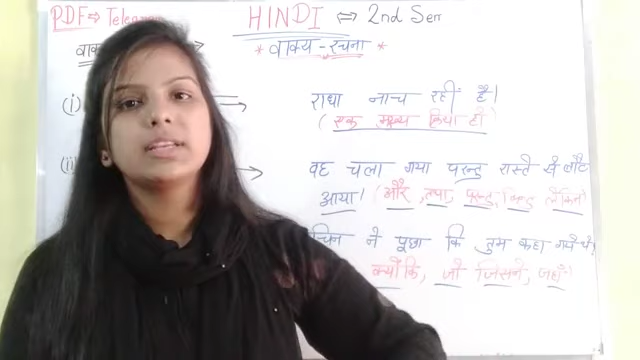 PDF ⇒ Telegram HINDI ⇔ 2nd Sem
* वाक्य - रचना *
(i) राधा नाच रही है।
(एक मुख्य क्रिया हो)
(ii) वह चला गया परन्तु रास्ते से लौट
आया। (और, तथा, परन्तु, किन्तु, लेकिन)
ने पूछा कि तुम कहा गये थे।
क्योंकि, जो जिसने, जहाँ